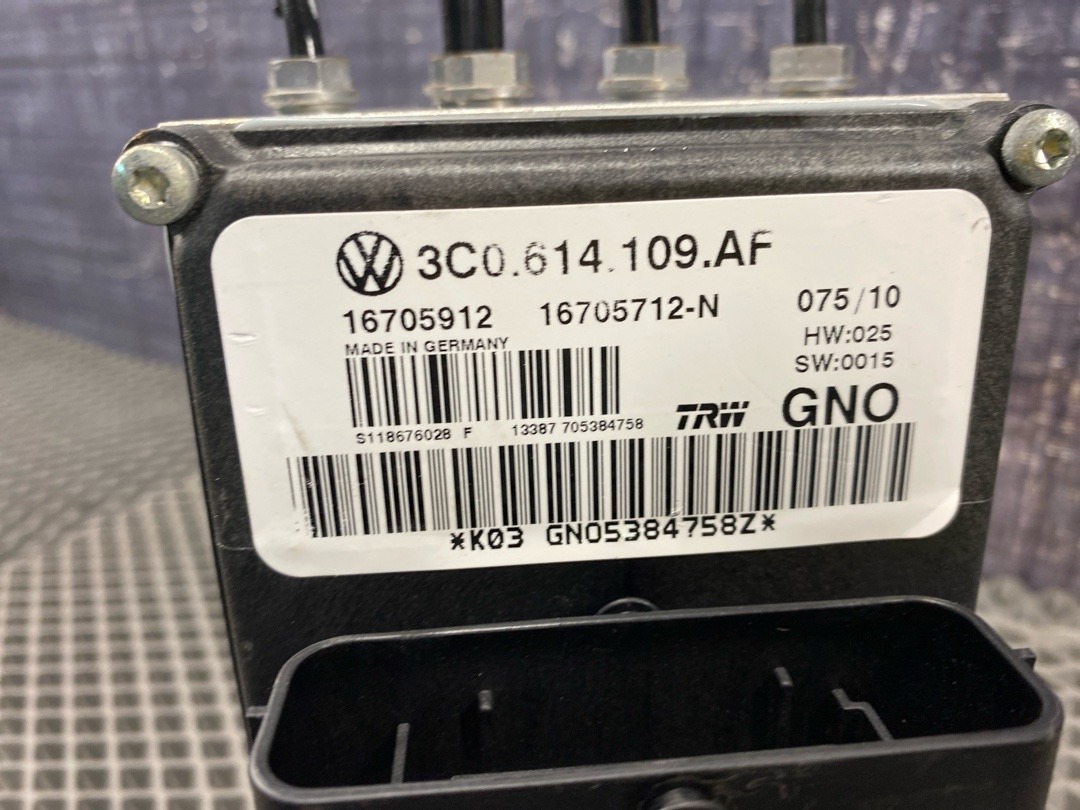 3C0.614.109.AF
16705912 16705712-N 075/10
MADE IN GERMANY HW:025
SW:0015
S118676028 F 13387 705384758 TRW GNO
*K03 GNO5384758Z*